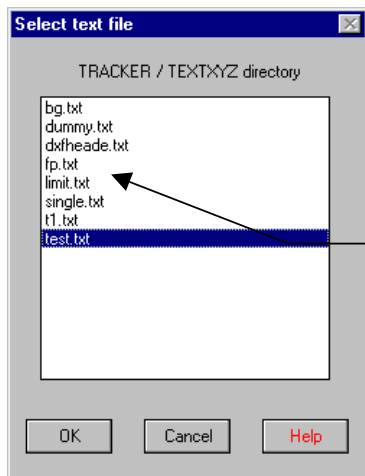 Select text file
TRACKER / TEXTXYZ directory
bg.txt
dummy.txt
dxfheade.txt
fp.txt
limit.txt
single.txt
t1.txt
test.txt
OK
Cancel
Help